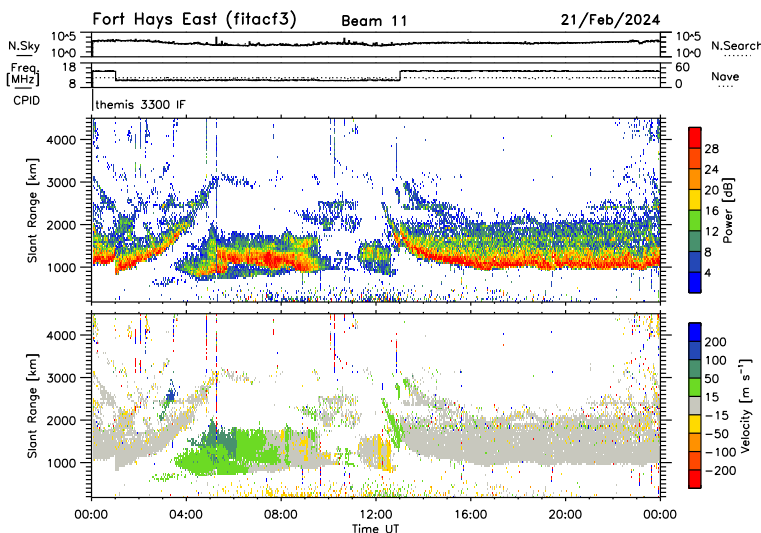 Fort Hays East (fitacf3) Beam 11 21/Feb/2024
N.Sky 10^5 10^0 10^5 10^0 N.Search
Freq. [MHz] 18 8 60 0 Nave
CPID themis 3300 IF
Slant Range [km]
4000
3000
2000
1000
Power [dB]
28
24
20
16
12
8
4
Slant Range [km]
4000
3000
2000
1000
Velocity [m s⁻¹]
200
100
50
15
−15
−50
−100
−200
00:00 04:00 08:00 12:00 16:00 20:00 00:00
Time UT